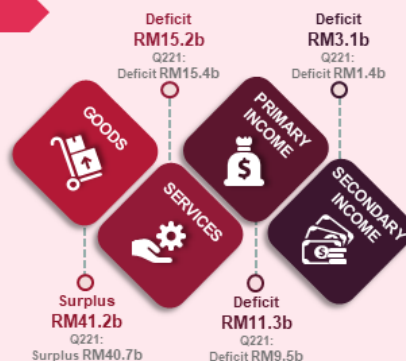 Deficit
RM15.2b
Q221:
Deficit RM15.4b
Deficit
RM3.1b
Q221:
Deficit RM1.4b
GOODS
SERVICES
PRIMARY
INCOME
SECONDARY
INCOME
Surplus
RM41.2b
Q221:
Surplus RM40.7b
Deficit
RM11.3b
Q221:
Deficit RM9.5b